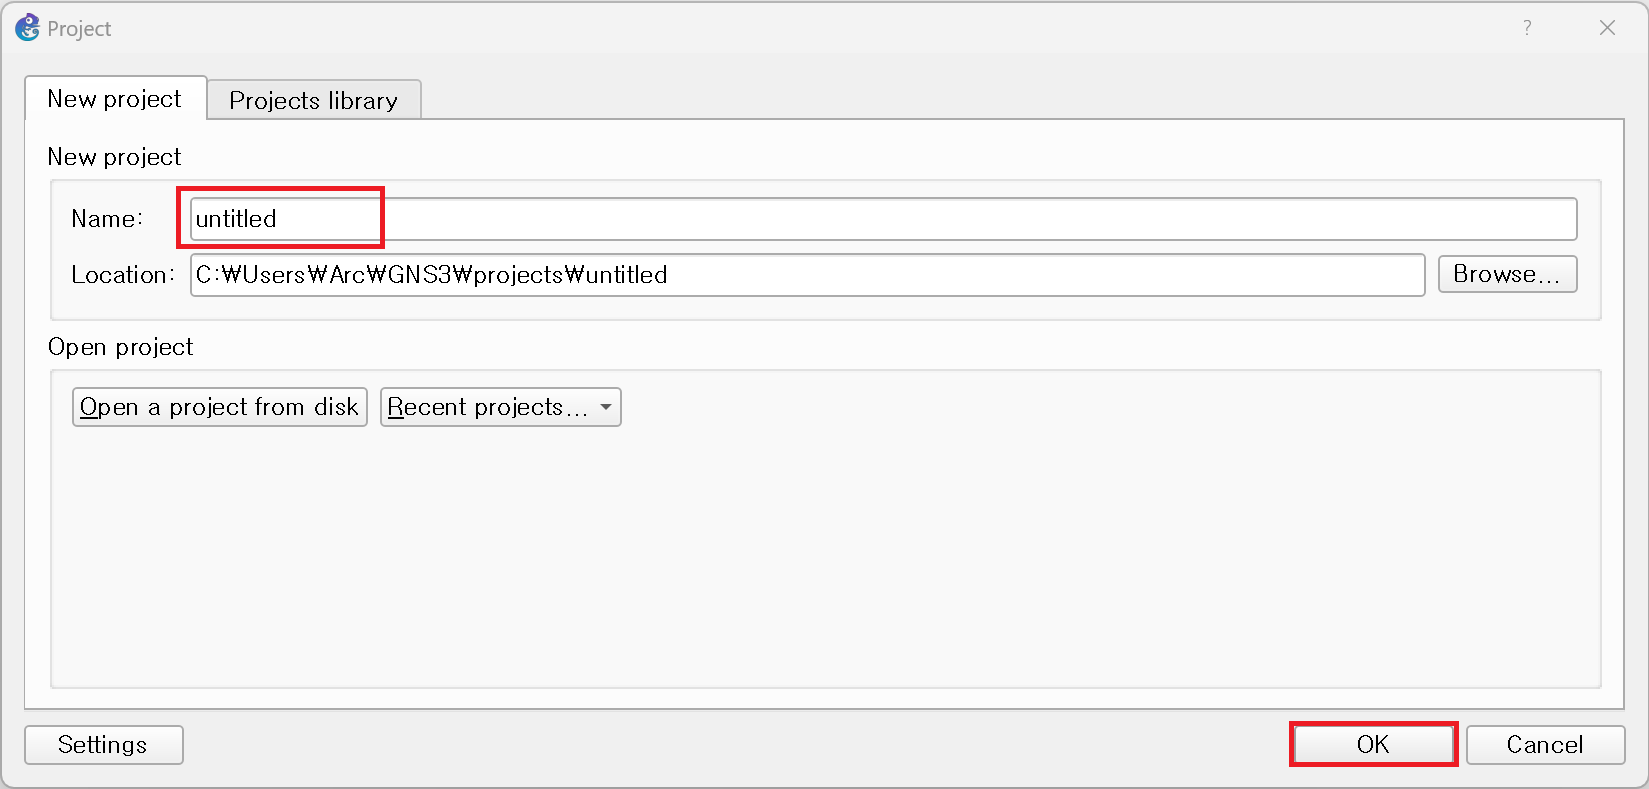 Project
?
New project
Projects library
New project
Name: untitled
Location: C:₩Users₩Arc₩GNS3₩projects₩untitled Browse...
Open project
Open a project from disk Recent projects...
Settings OK Cancel